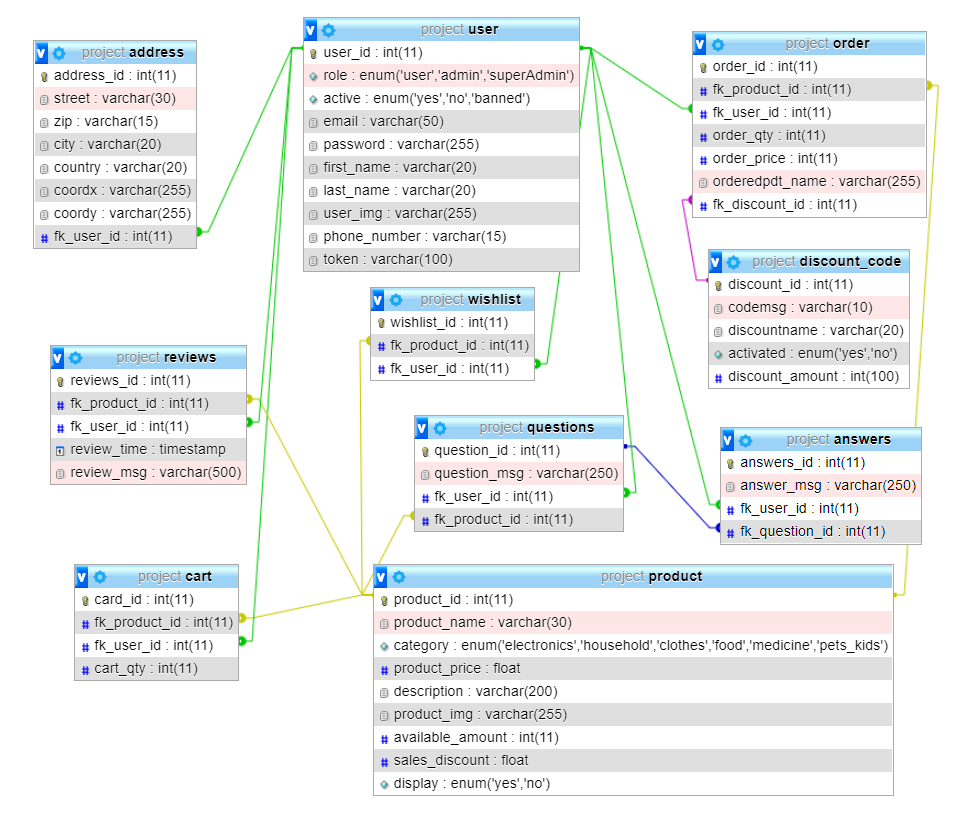 project address
address_id : int(11)
street : varchar(30)
zip : varchar(15)
city : varchar(20)
country : varchar(20)
coordx : varchar(255)
coordy : varchar(255)
# fk_user_id : int(11)
project user
user_id : int(11)
role : enum('user','admin','superAdmin')
active : enum('yes','no','banned')
email : varchar(50)
password : varchar(255)
first_name : varchar(20)
last_name : varchar(20)
user_img : varchar(255)
phone_number : varchar(15)
token : varchar(100)
project order
order_id : int(11)
# fk_product_id : int(11)
# fk_user_id : int(11)
# order_qty : int(11)
# order_price : int(11)
orderedpdt_name : varchar(255)
# fk_discount_id : int(11)
project discount_code
discount_id : int(11)
codemsg : varchar(10)
discountname : varchar(20)
activated : enum('yes','no')
# discount_amount : int(100)
project wishlist
wishlist_id : int(11)
# fk_product_id : int(11)
# fk_user_id : int(11)
project reviews
reviews_id : int(11)
# fk_product_id : int(11)
# fk_user_id : int(11)
review_time : timestamp
review_msg : varchar(500)
project questions
question_id : int(11)
question_msg : varchar(250)
# fk_user_id : int(11)
# fk_product_id : int(11)
project answers
answers_id : int(11)
answer_msg : varchar(250)
# fk_user_id : int(11)
# fk_question_id : int(11)
project cart
card_id : int(11)
# fk_product_id : int(11)
# fk_user_id : int(11)
# cart_qty : int(11)
project product
product_id : int(11)
product_name : varchar(30)
category : enum('electronics','household','clothes','food','medicine','pets_kids')
# product_price : float
description : varchar(200)
product_img : varchar(255)
# available_amount : int(11)
# sales_discount : float
display : enum('yes','no')